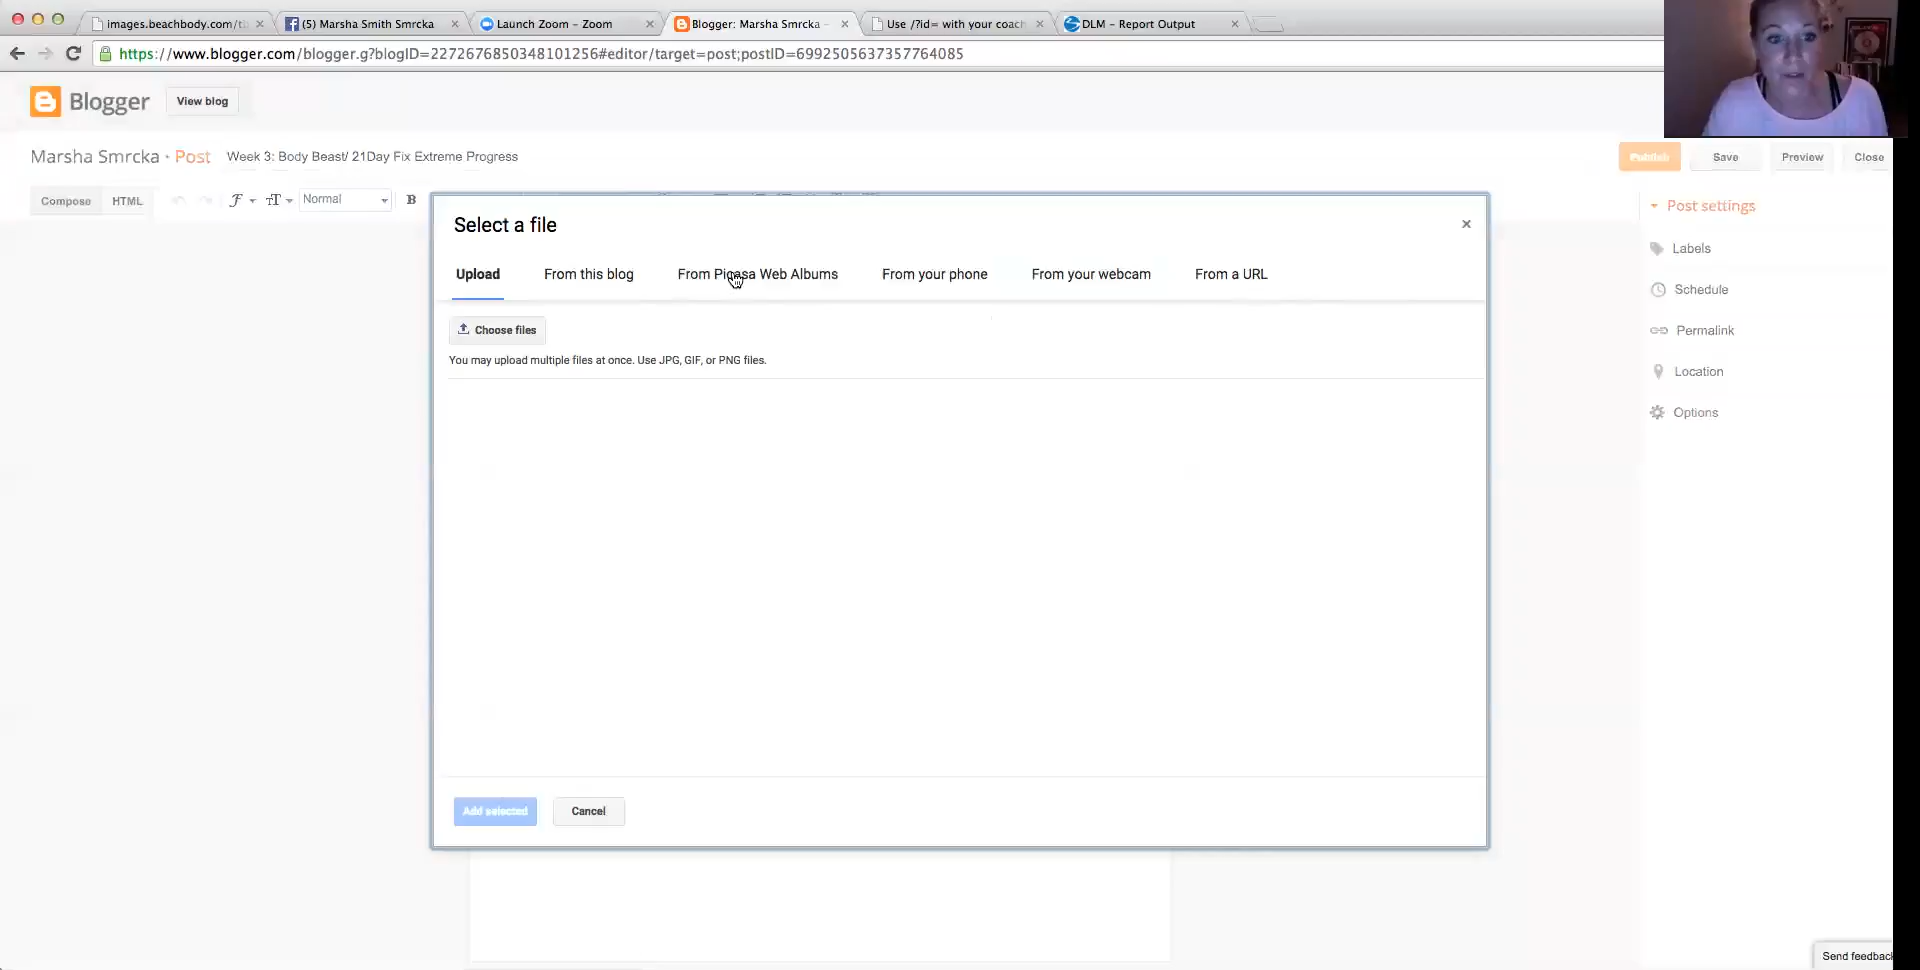 images.beachbody.com/tb
(5) Marsha Smith Smrcka
Launch Zoom – Zoom
Blogger: Marsha Smrcka –
Use /?id= with your coach
DLM – Report Output
https://www.blogger.com/blogger.g?blogID=2272676850348101256#editor/target=post;postID=6992505637357764085
Blogger
View blog
Marsha Smrcka · Post
Week 3: Body Beast/ 21Day Fix Extreme Progress
Publish
Save
Preview
Close
Compose
HTML
Normal
B
Select a file
Upload
From this blog
From Picasa Web Albums
From your phone
From your webcam
From a URL
Choose files
You may upload multiple files at once. Use JPG, GIF, or PNG files.
Add selected
Cancel
Post settings
Labels
Schedule
Permalink
Location
Options
Send feedback